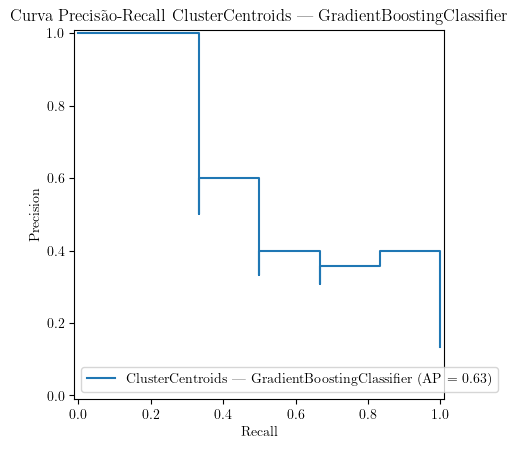 Curva Precisão-Recall ClusterCentroids — GradientBoostingClassifier
1.0
0.8
0.6
0.4
0.2
0.0
Precision
ClusterCentroids — GradientBoostingClassifier (AP = 0.63)
0.0 0.2 0.4 0.6 0.8 1.0
Recall